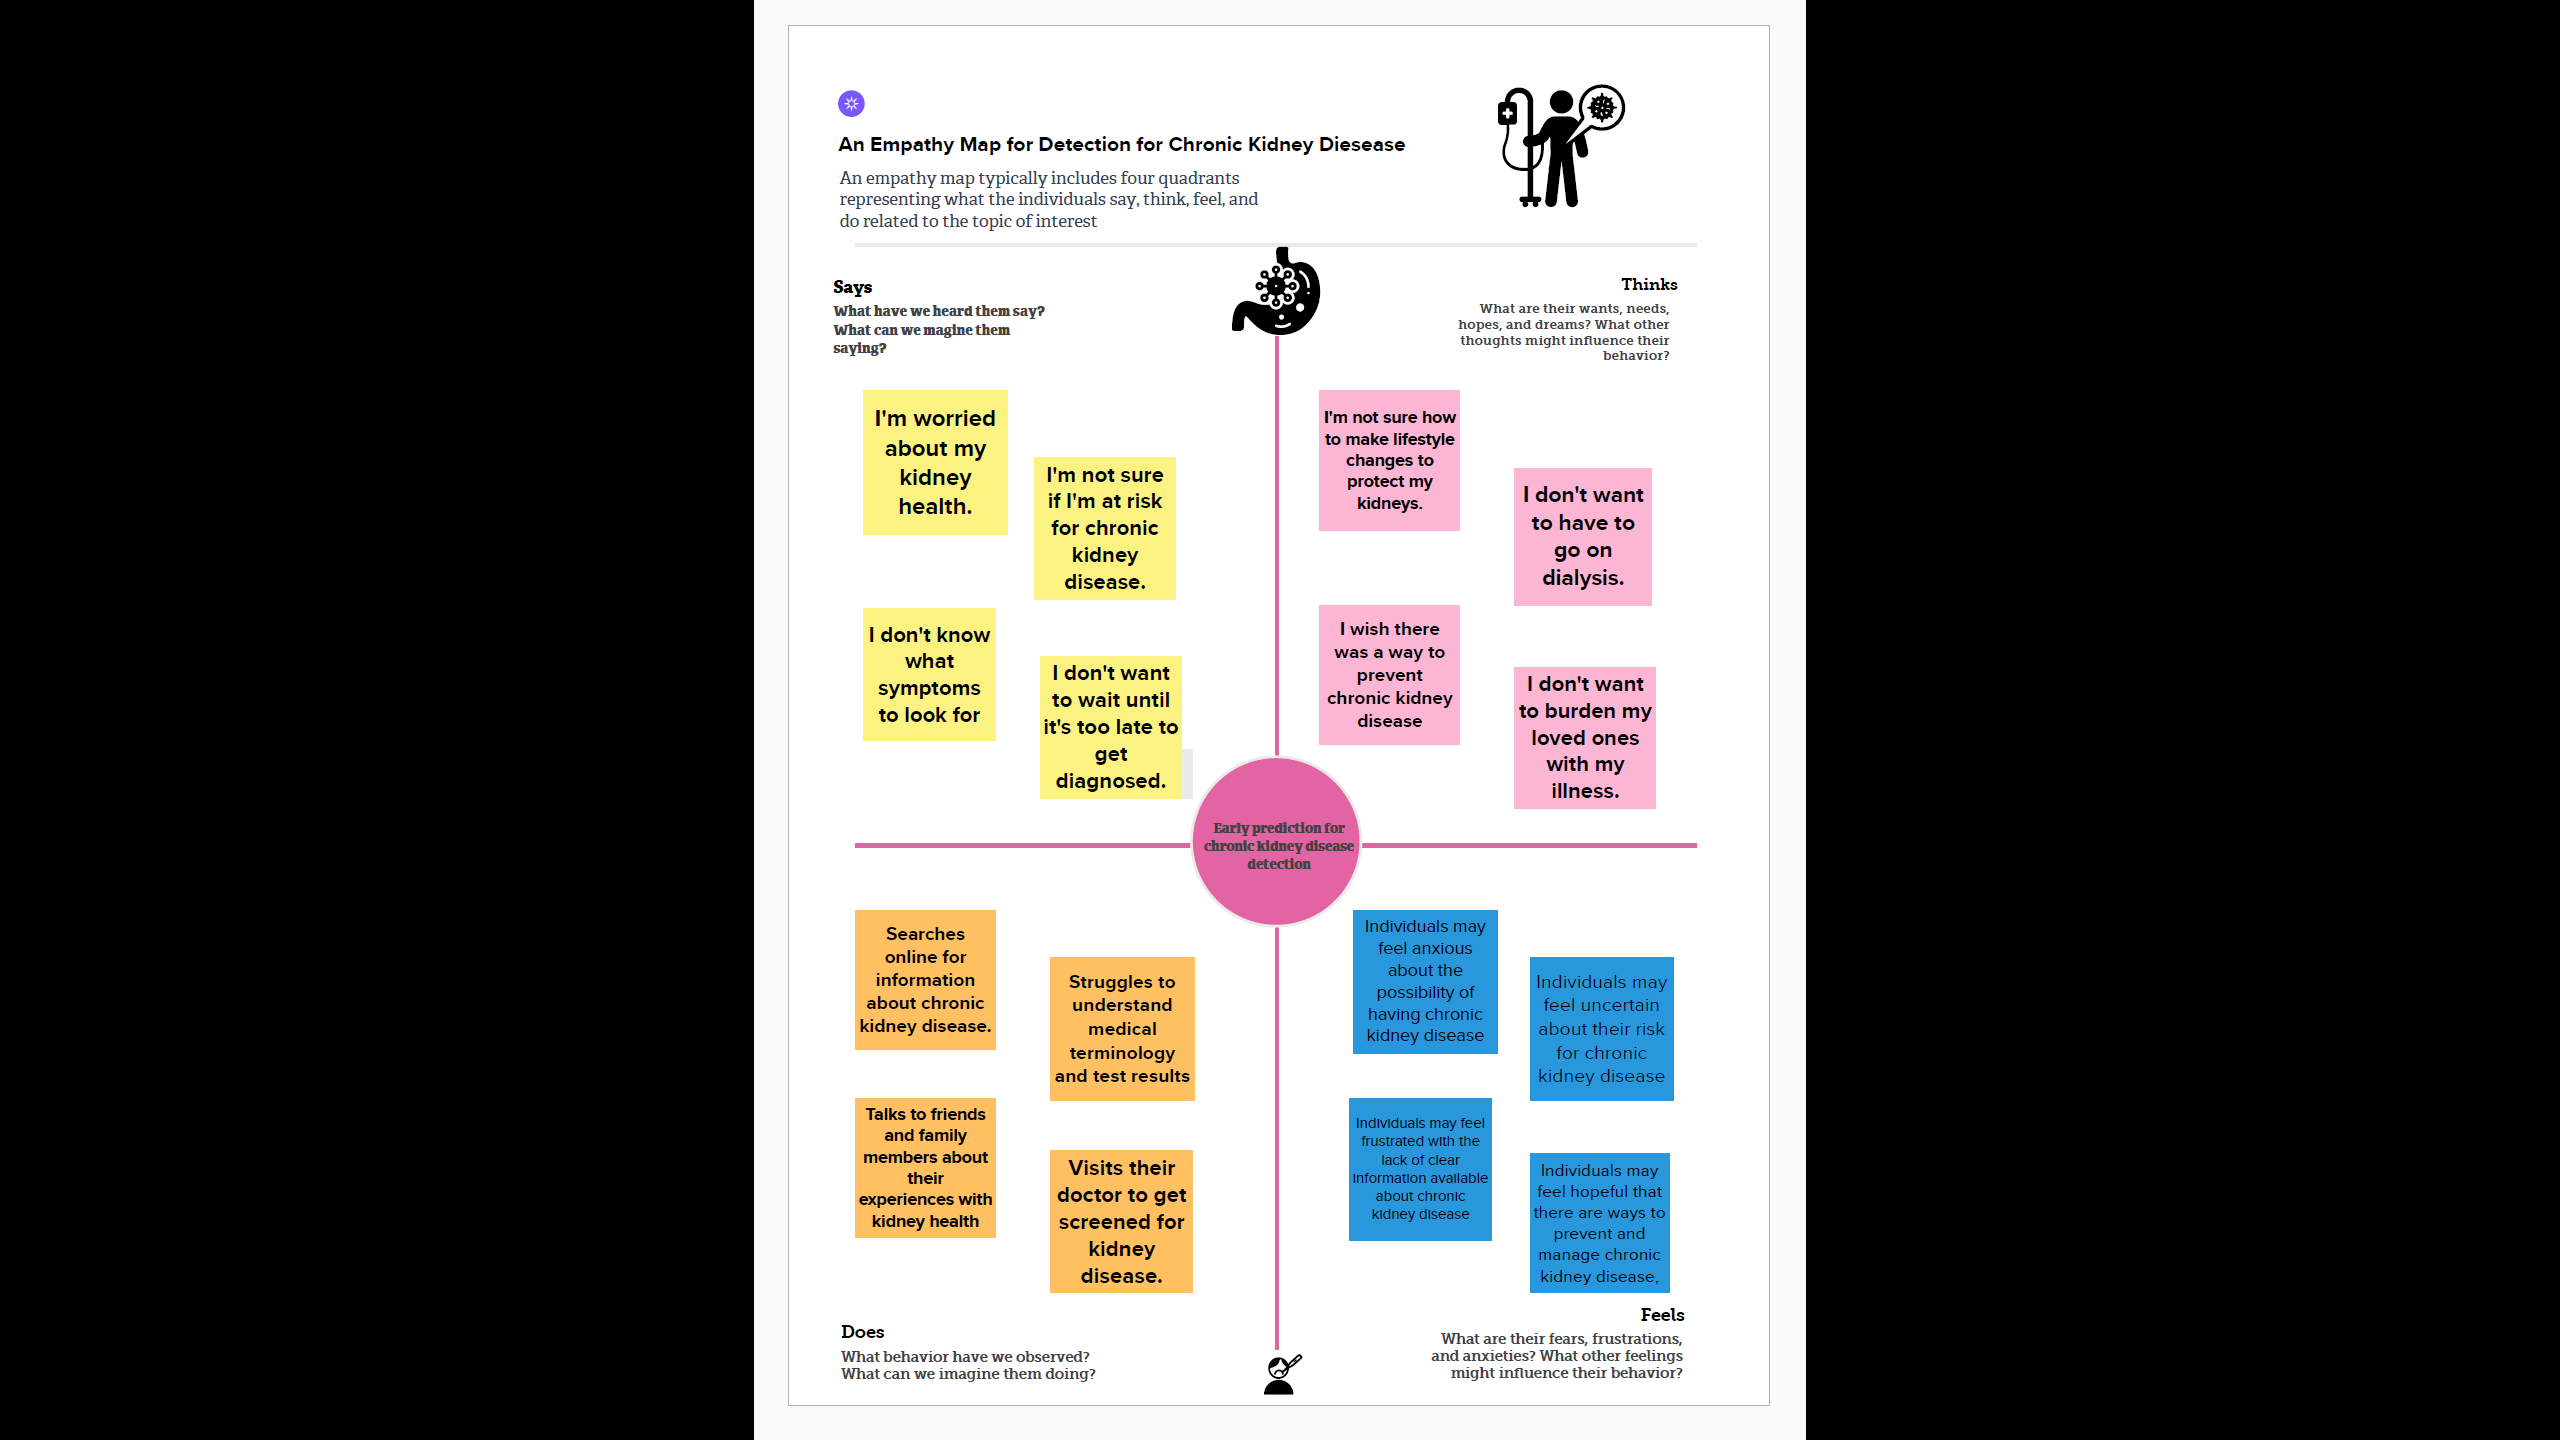 An Empathy Map for Detection for Chronic Kidney Diesease
An empathy map typically includes four quadrants
representing what the individuals say, think, feel, and
do related to the topic of interest
Says
What have we heard them say?
What can we magine them
saying?
Thinks
What are their wants, needs,
hopes, and dreams? What other
thoughts might influence their
behavior?
I'm worried
about my
kidney
health.
I'm not sure
if I'm at risk
for chronic
kidney
disease.
I don't know
what
symptoms
to look for
I don't want
to wait until
it's too late to
get
diagnosed.
I'm not sure how
to make lifestyle
changes to
protect my
kidneys.
I don't want
to have to
go on
dialysis.
I wish there
was a way to
prevent
chronic kidney
disease
I don't want
to burden my
loved ones
with my
illness.
Early prediction for
chronic kidney disease
detection
Searches
online for
information
about chronic
kidney disease.
Struggles to
understand
medical
terminology
and test results
Talks to friends
and family
members about
their
experiences with
kidney health
Visits their
doctor to get
screened for
kidney
disease.
Individuals may
feel anxious
about the
possibility of
having chronic
kidney disease
Individuals may
feel uncertain
about their risk
for chronic
kidney disease
Individuals may feel
frustrated with the
lack of clear
information available
about chronic
kidney disease
Individuals may
feel hopeful that
there are ways to
prevent and
manage chronic
kidney disease,
Does
What behavior have we observed?
What can we imagine them doing?
Feels
What are their fears, frustrations,
and anxieties? What other feelings
might influence their behavior?